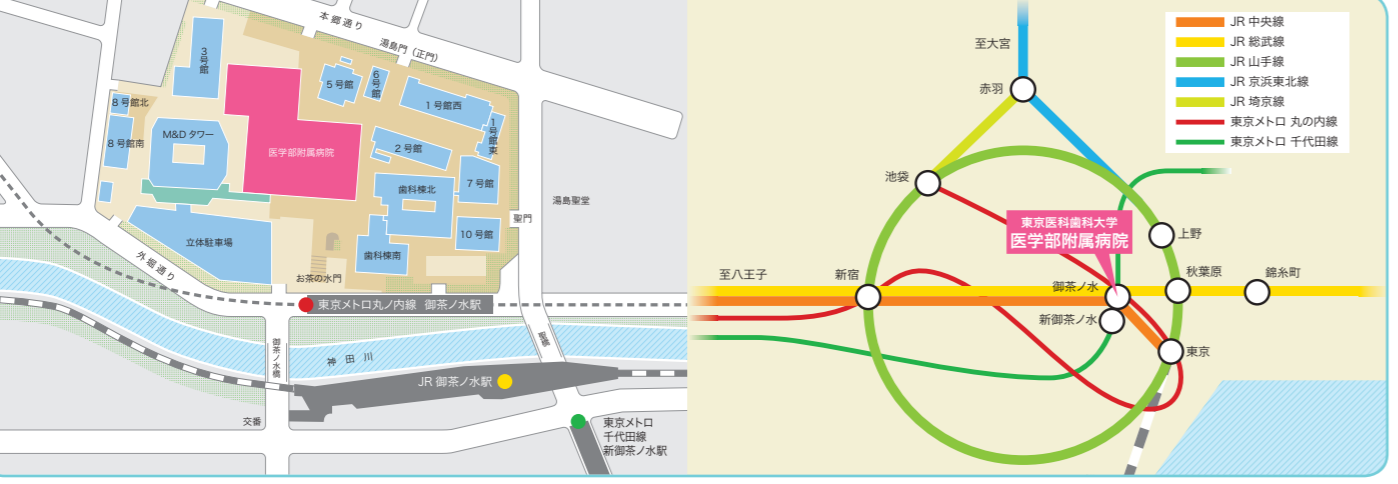 本郷通り
湯島門（正門）
3号館
5号館
6号館
1号館西
1号館東
8号館北
8号館南
M&Dタワー
医学部附属病院
2号館
歯科棟北
7号館
10号館
歯科棟南
立体駐車場
お茶の水門
外堀通り
聖門
湯島聖堂
東京メトロ丸ノ内線 御茶ノ水駅
御茶ノ水橋
神田川
聖橋
JR 御茶ノ水駅
交番
東京メトロ
千代田線
新御茶ノ水駅
至大宮
赤羽
池袋
東京医科歯科大学
医学部附属病院
上野
至八王子
新宿
御茶ノ水
秋葉原
錦糸町
新御茶ノ水
東京
JR 中央線
JR 総武線
JR 山手線
JR 京浜東北線
JR 埼京線
東京メトロ 丸の内線
東京メトロ 千代田線